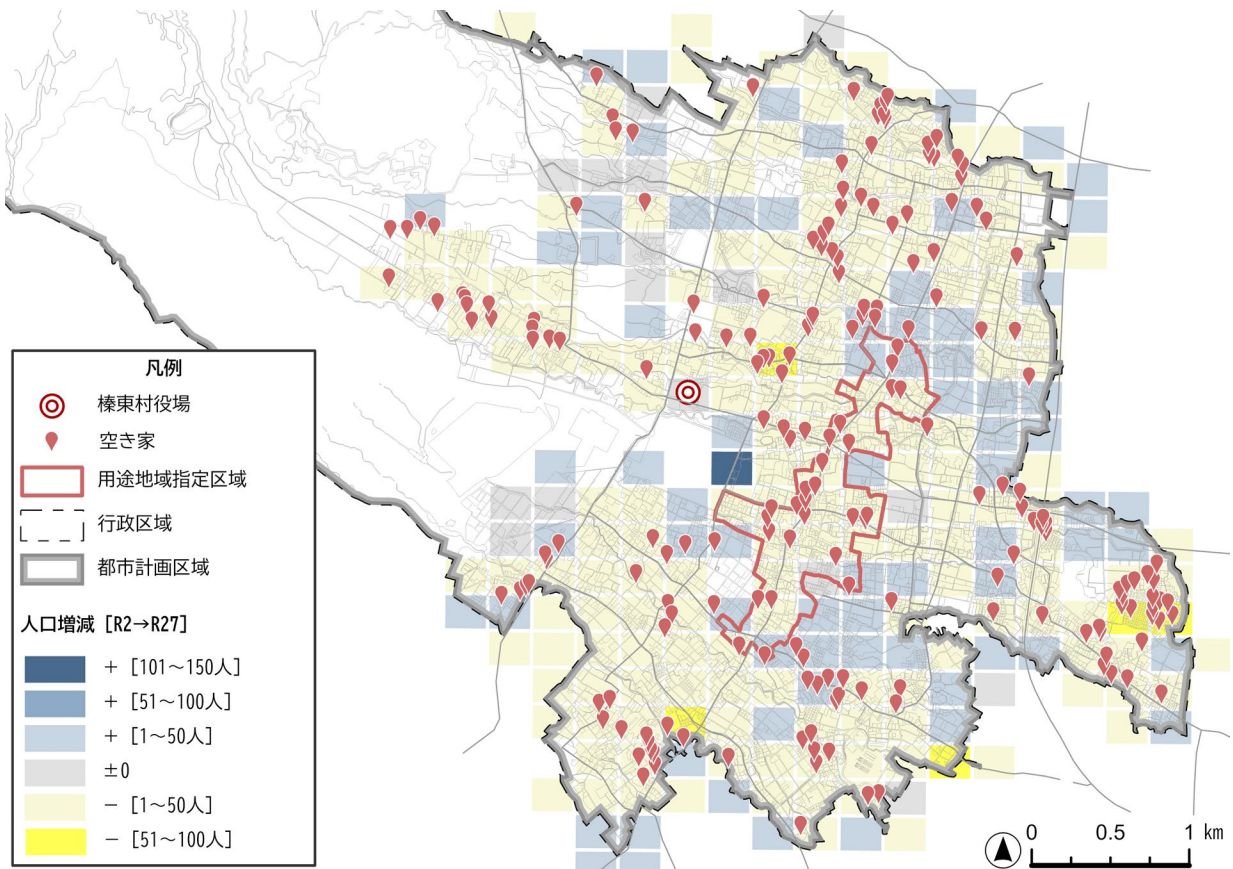 凡例
榛東村役場
空き家
用途地域指定区域
行政区域
都市計画区域
人口増減 [R2→R27]
+ [101~150人]
+ [51~100人]
+ [1~50人]
±0
- [1~50人]
- [51~100人]
0 0.5 1 km